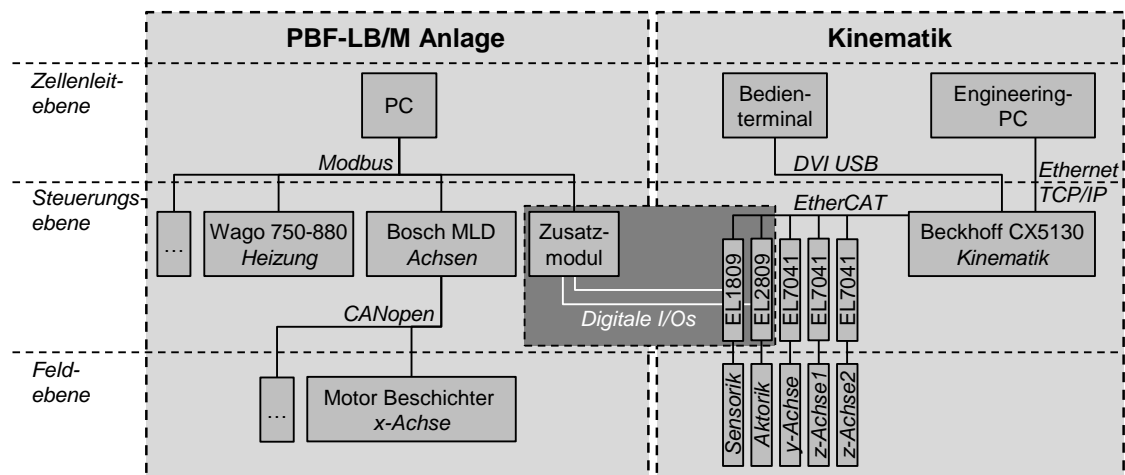 PBF-LB/M Anlage
Kinematik
Zellenleit-
ebene
PC
Bedien-
terminal
Engineering-
PC
Modbus
DVI USB
Ethernet
TCP/IP
Steuerungs-
ebene
EtherCAT
...
Wago 750-880
Heizung
Bosch MLD
Achsen
Zusatz-
modul
EL1809
EL2809
EL7041
EL7041
EL7041
Beckhoff CX5130
Kinematik
Digitale I/Os
CANopen
Feld-
ebene
...
Motor Beschichter
x-Achse
Sensorik
Aktorik
y-Achse
z-Achse1
z-Achse2